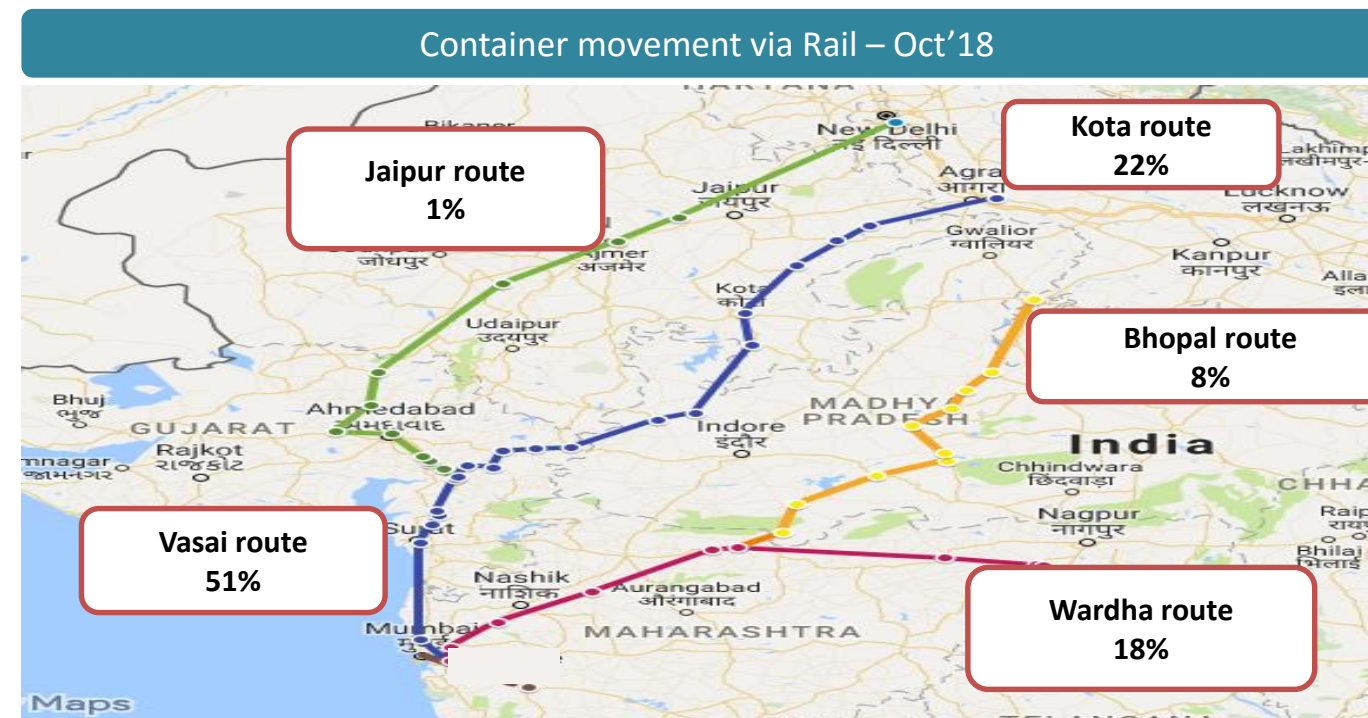 Container movement via Rail – Oct’18
New Delhi
नई दिल्ली
Kota route
22%
Jaipur route
1%
Jaipur
Agra
आगरा
Lucknow
लखनऊ
Gwalior
ग्वालियर
Kanpur
कानपुर
जोधपुर
अजमेर
Kota
Udaipur
उदयपुर
Bhopal route
8%
Bhuj
ભુજ
Ahmedabad
અમદાવાદ
GUJARAT
Rajkot
રાજકોટ
Indore
इंदौर
MADHYA
PRADESH
India
Chhindwara
छिंदवाड़ा
Nagpur
नागपुर
Vasai route
51%
Surat
Nashik
नाशिक
Aurangabad
औरंगाबाद
Bhilai
भिलाई
Mumbai
MAHARASHTRA
Wardha route
18%
Maps